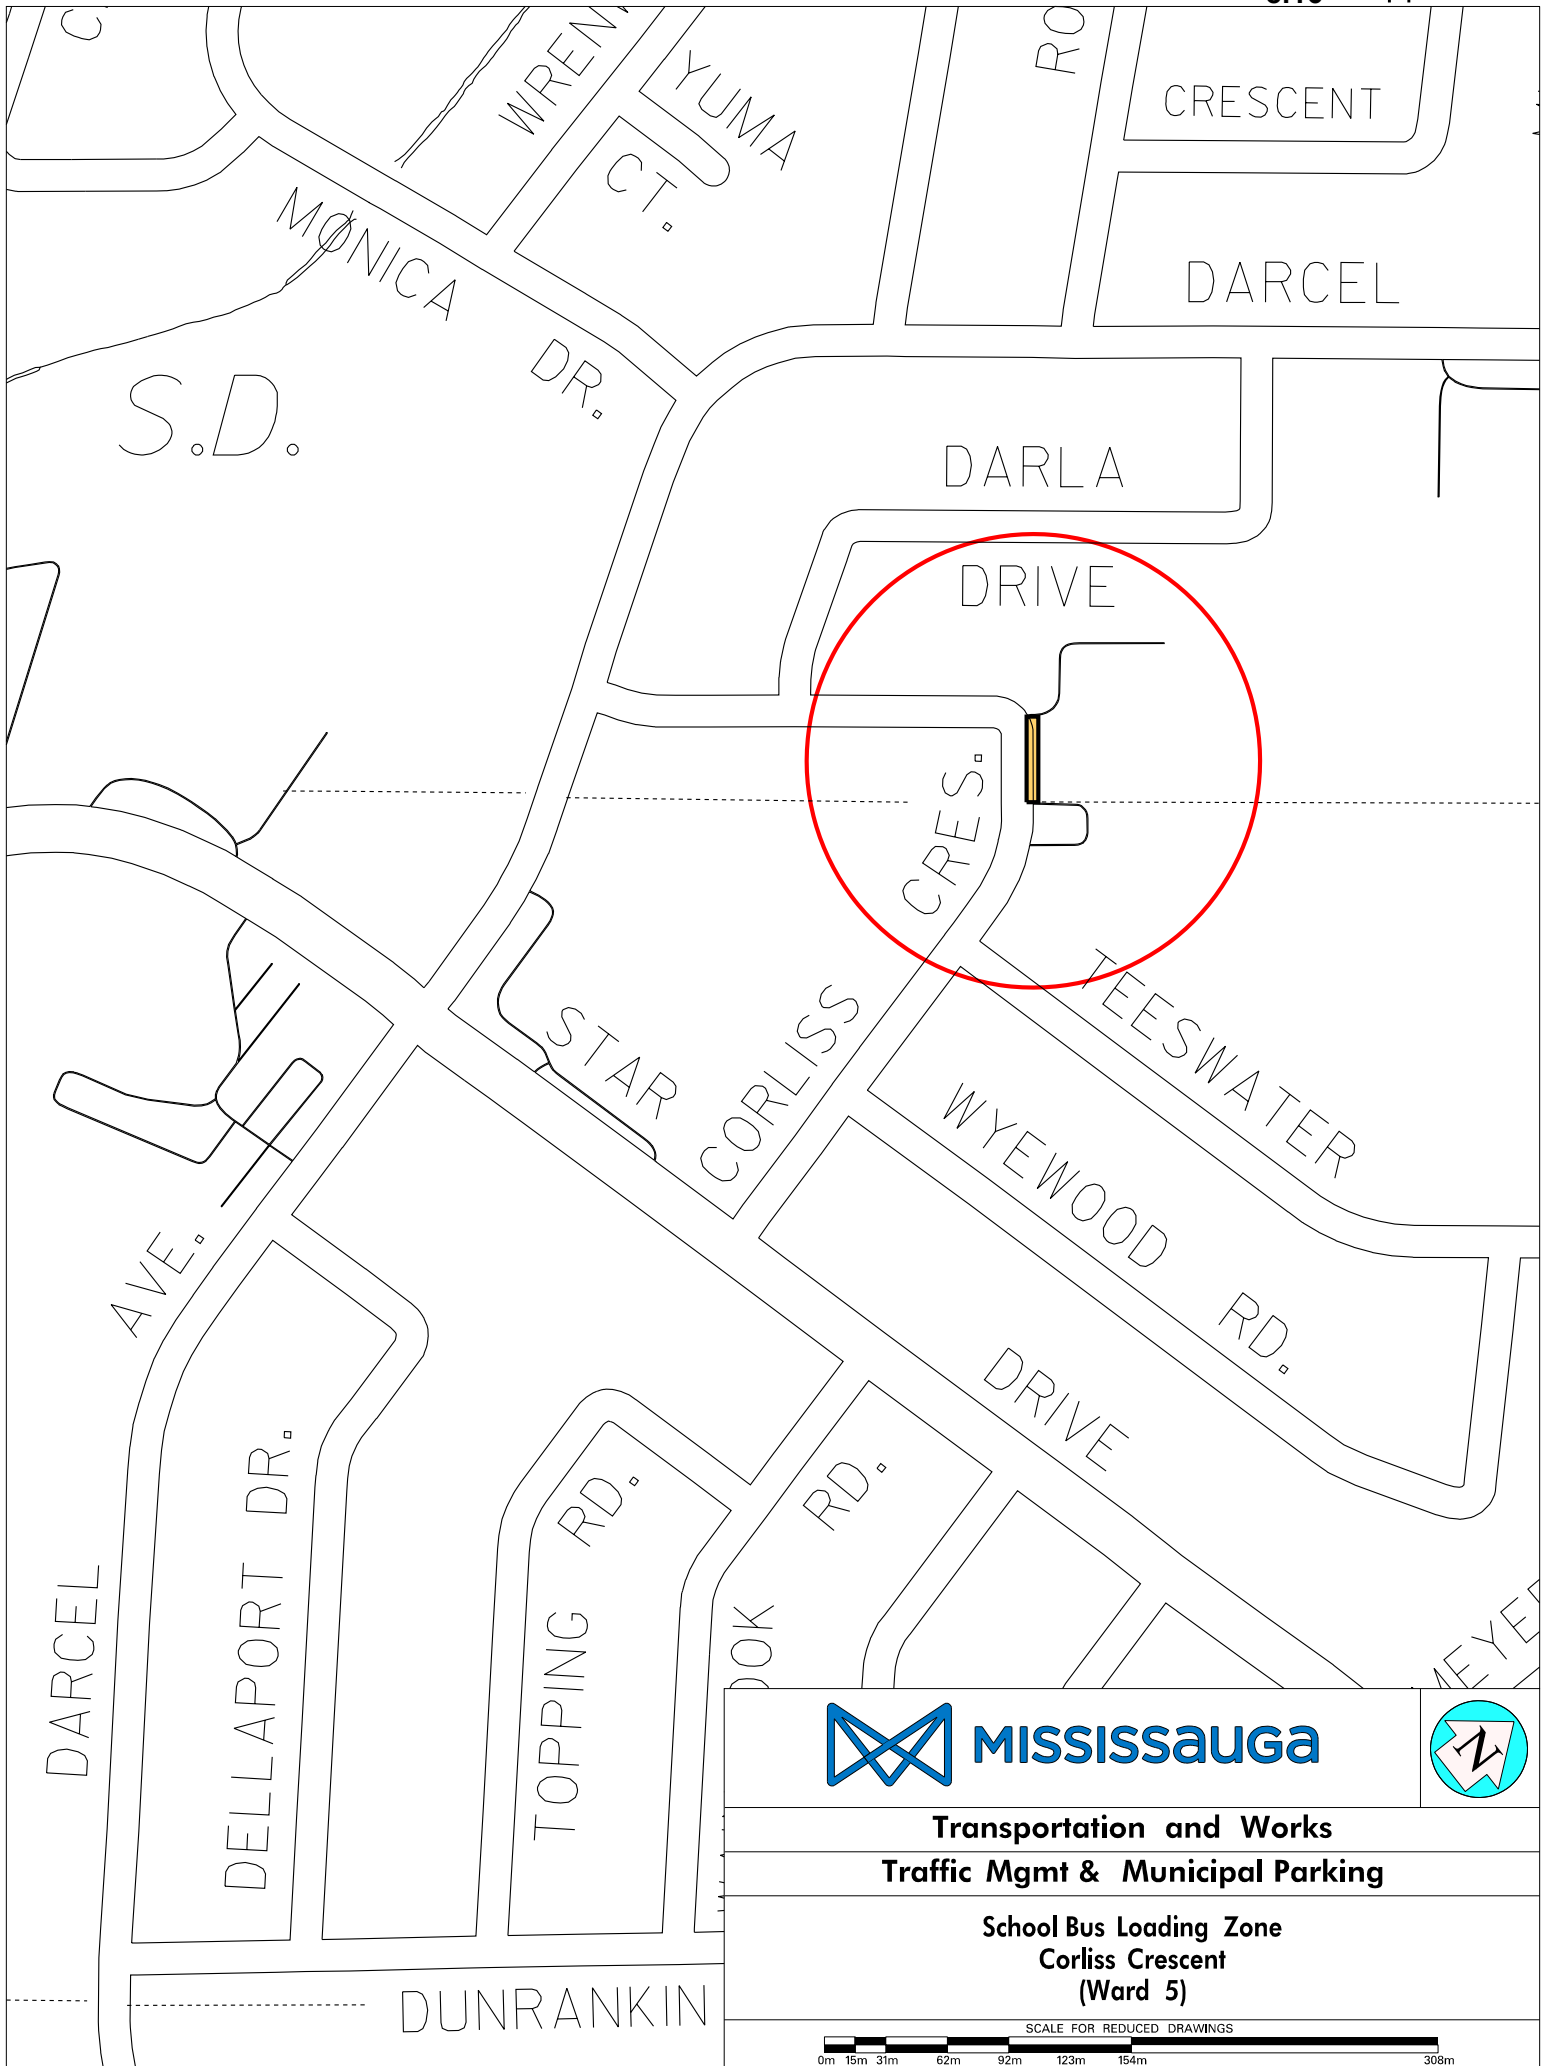 YUMA
CT.
CRESCENT
MONICA
DR.
DARCEL
S.D.
DARLA
DRIVE
CORLISS
CRES.
STAR
DRIVE
TEESWATER
WYEWOOD
RD.
DARCEL
AVE.
DELLAPORT DR.
TOPPING
RD.
RD.
DUNRANKIN
MISSISSAUGA
N
Transportation and Works
Traffic Mgmt & Municipal Parking
School Bus Loading Zone
Corliss Crescent
(Ward 5)
SCALE FOR REDUCED DRAWINGS
0m 15m 31m 62m 92m 123m 154m 308m